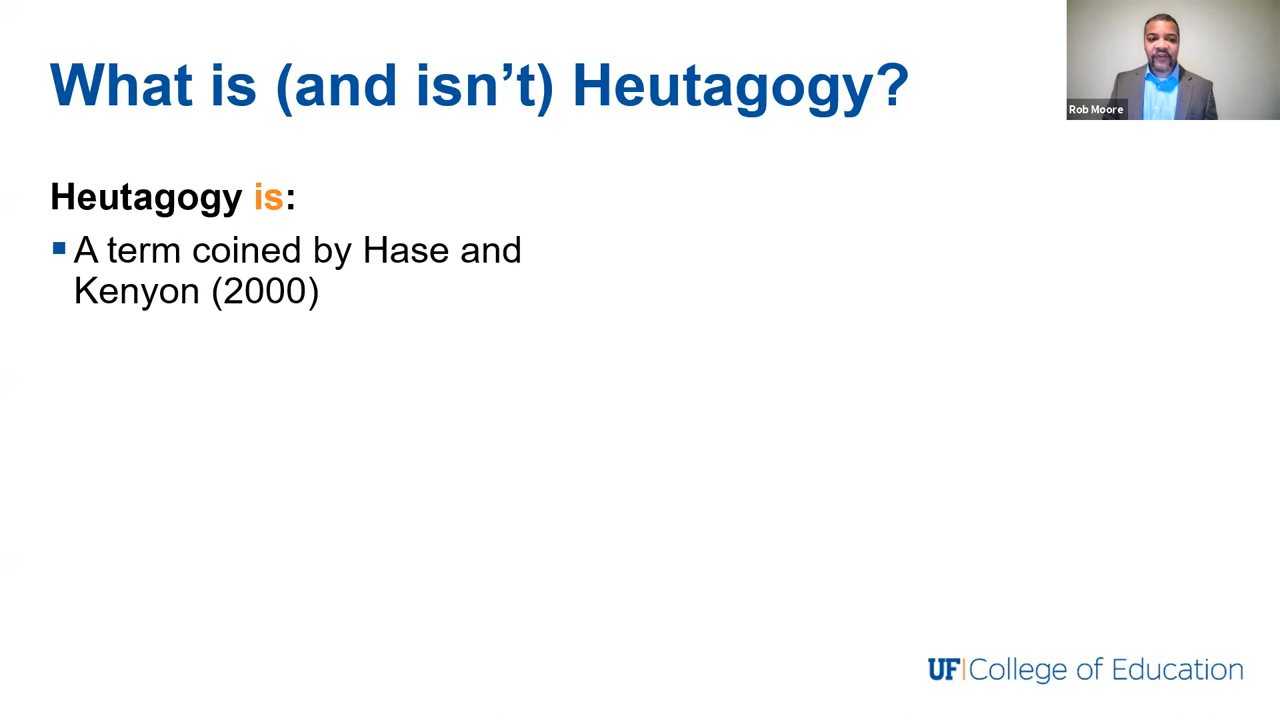 What is (and isn’t) Heutagogy?
Rob Moore
Heutagogy is:
▪ A term coined by Hase and
Kenyon (2000)
UF|College of Education